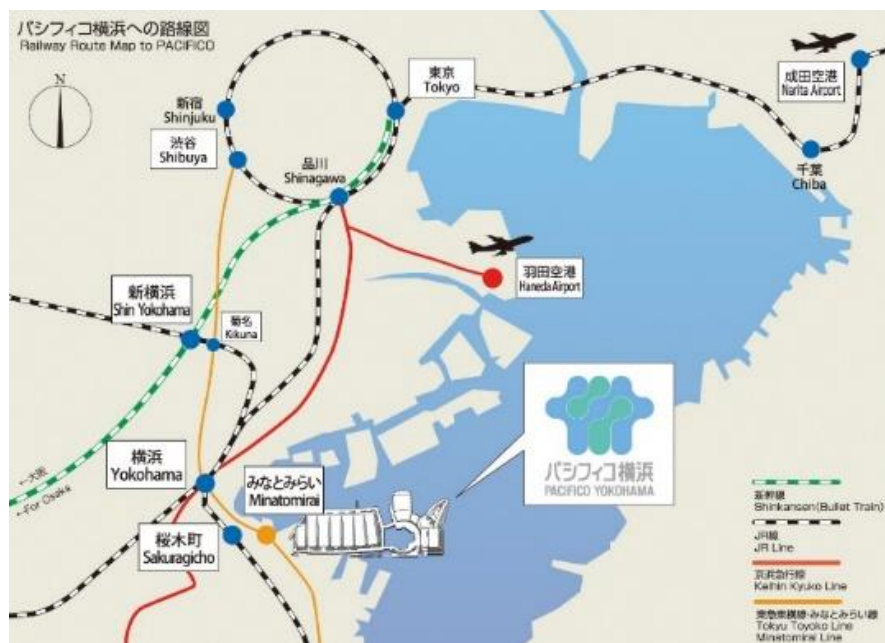 パシフィコ横浜への路線図
Railway Route Map to PACIFICO
N
新宿
Shinjuku
渋谷
Shibuya
東京
Tokyo
成田空港
Narita Airport
品川
Shinagawa
千葉
Chiba
羽田空港
Haneda Airport
新横浜
Shin Yokohama
菊名
Kikuna
パシフィコ横浜
PACIFICO YOKOHAMA
横浜
Yokohama
みなとみらい
Minatomirai
←大阪
←For Osaka
桜木町
Sakuragicho
新幹線
Shinkansen(Bullet Train)
JR線
JR Line
京浜急行線
Keihin Kyuko Line
東急東横線・みなとみらい線
Tokyu Toyoko Line
Minatomirai Line